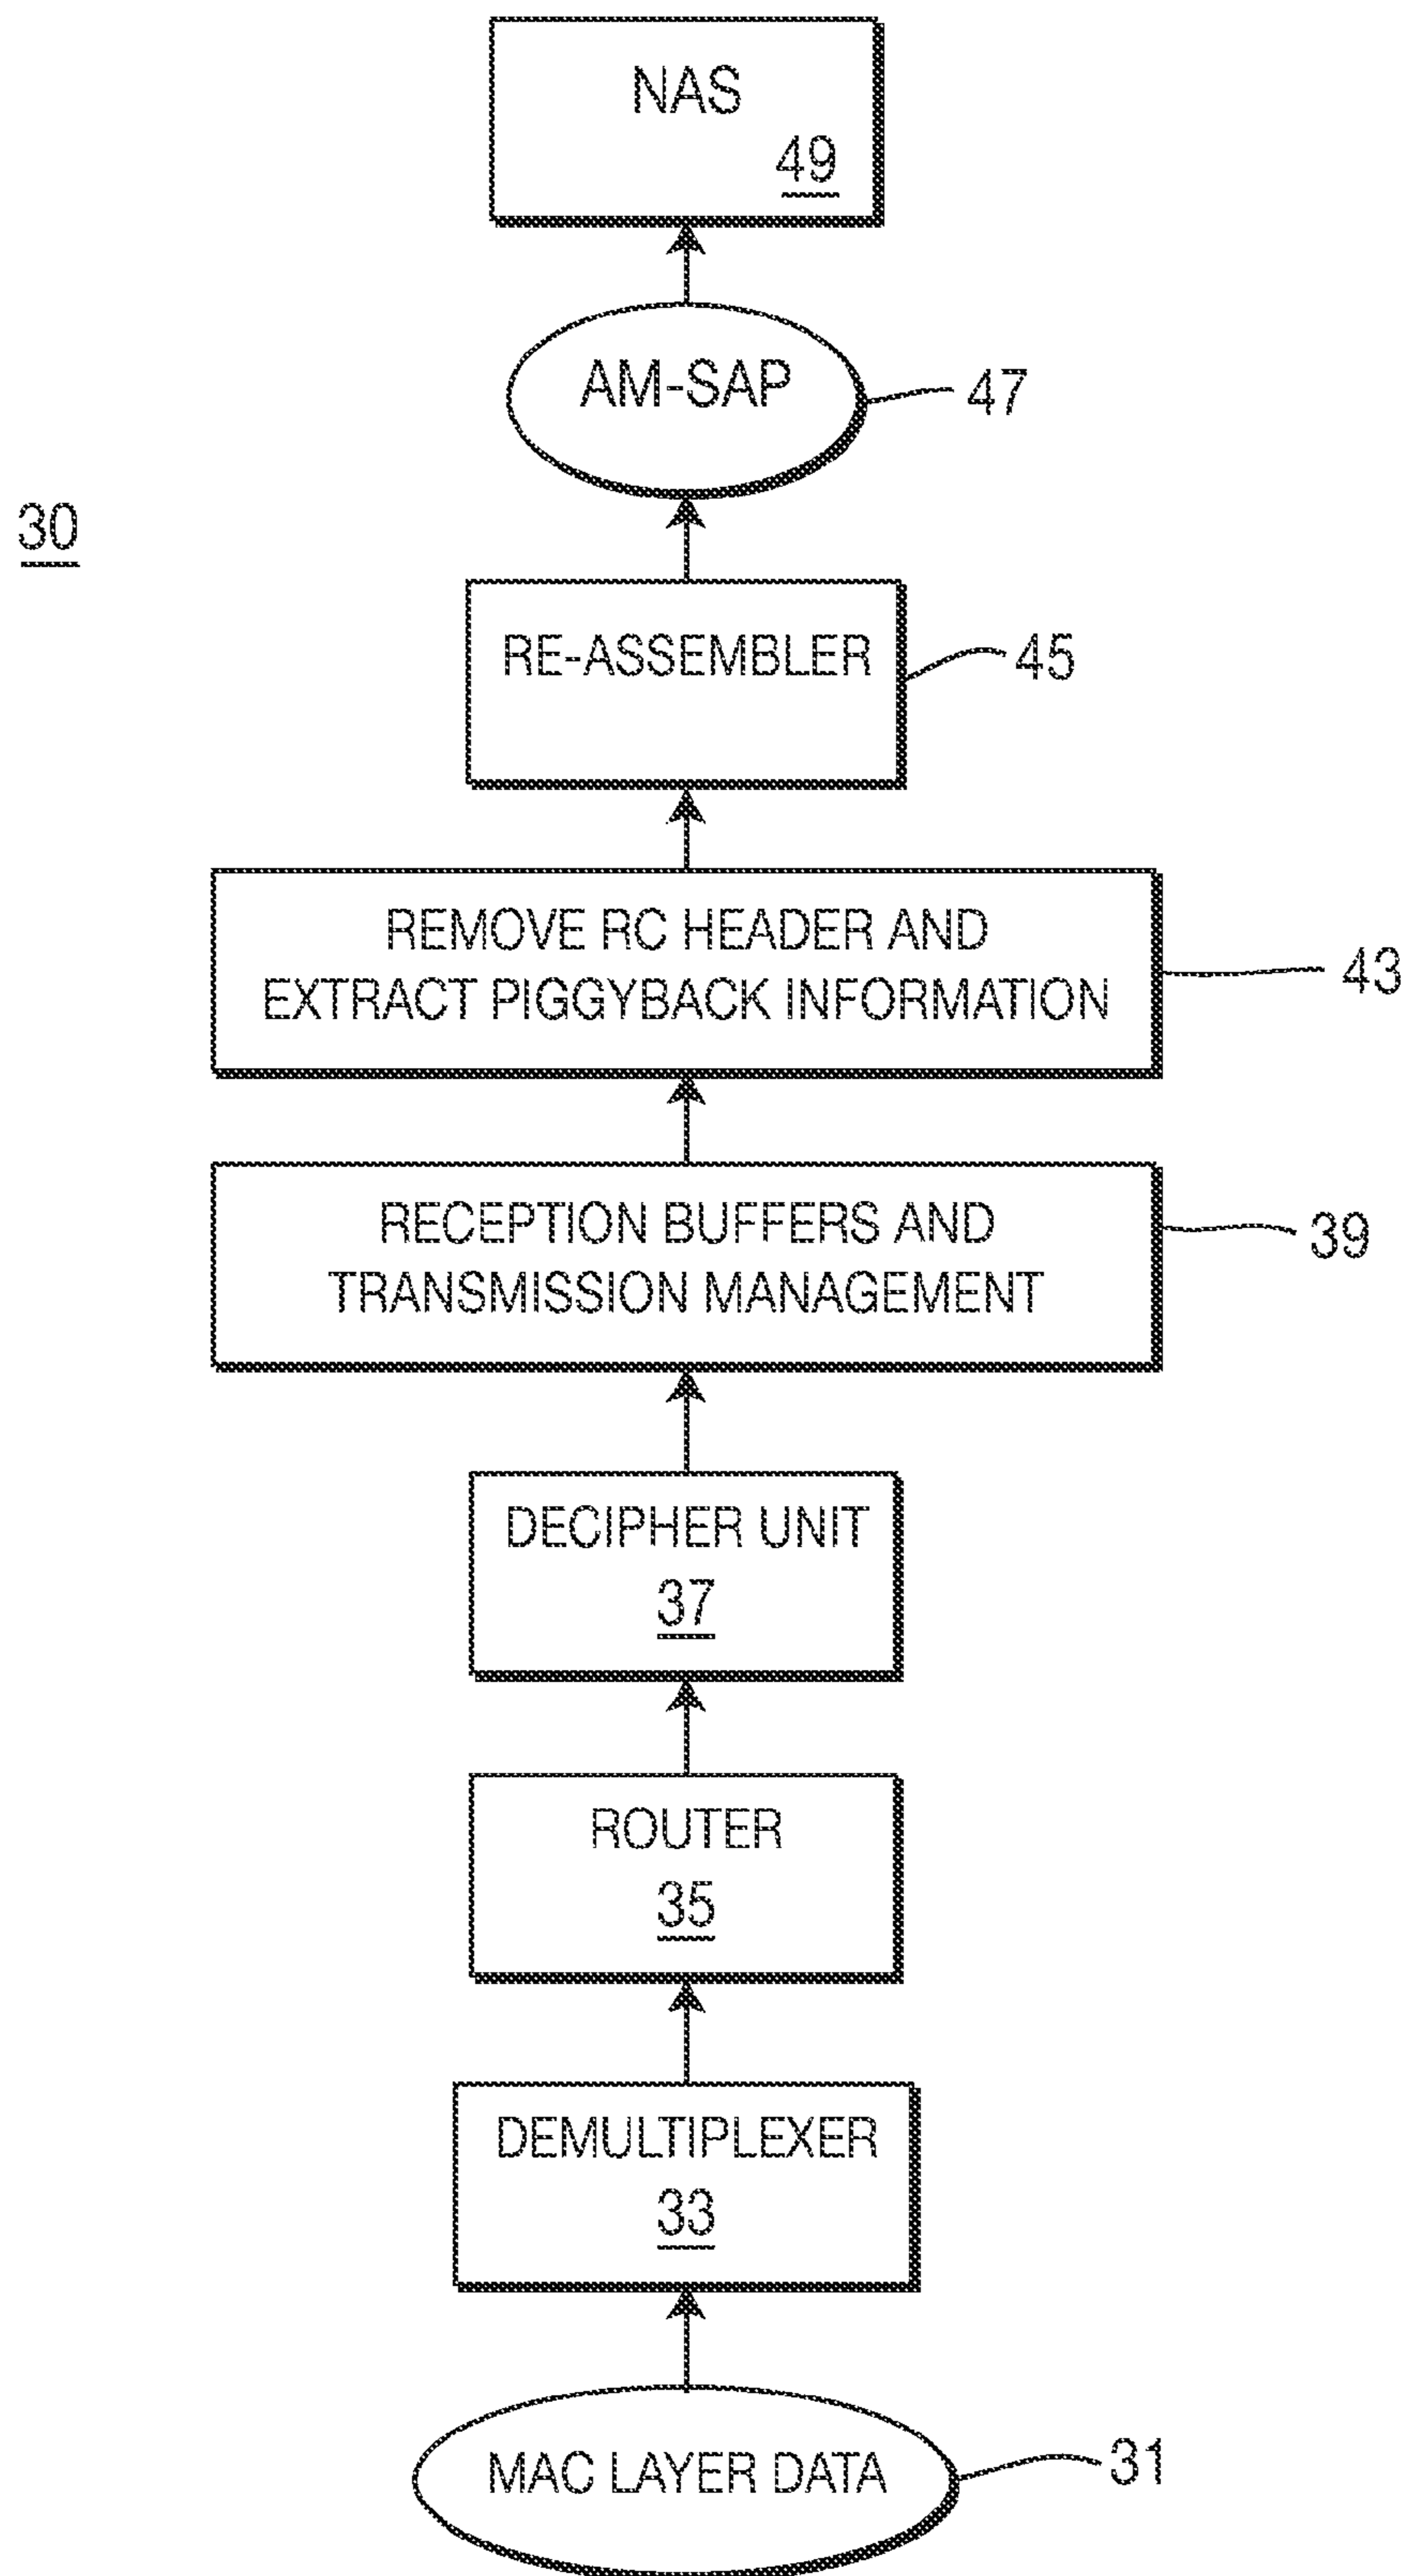 NAS
49
AM-SAP
47
30
RE-ASSEMBLER
45
REMOVE RC HEADER AND
EXTRACT PIGGYBACK INFORMATION
43
RECEPTION BUFFERS AND
TRANSMISSION MANAGEMENT
39
DECIPHER UNIT
37
ROUTER
35
DEMULTIPLEXER
33
MAC LAYER DATA
31